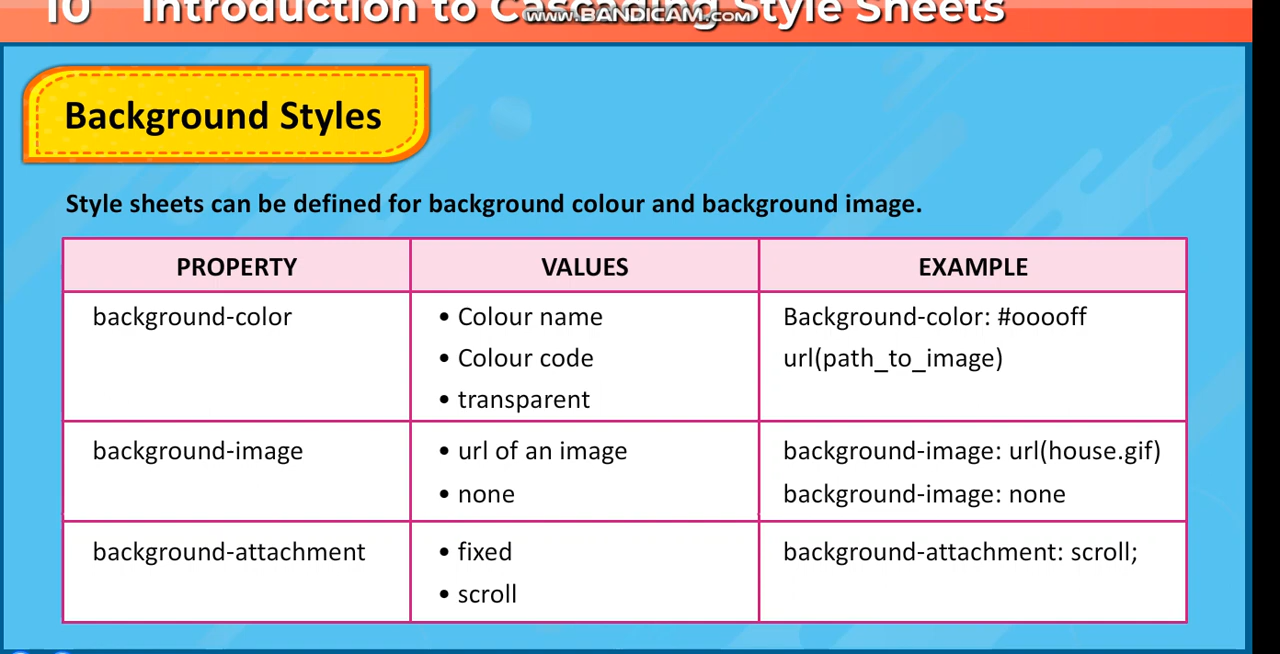 10 Introduction to Cascading Style Sheets
www.BANDICAM.com
Background Styles
Style sheets can be defined for background colour and background image.
PROPERTY VALUES EXAMPLE
background-color • Colour name Background-color: #ooooff
• Colour code url(path_to_image)
• transparent
background-image • url of an image background-image: url(house.gif)
• none background-image: none
background-attachment • fixed background-attachment: scroll;
• scroll